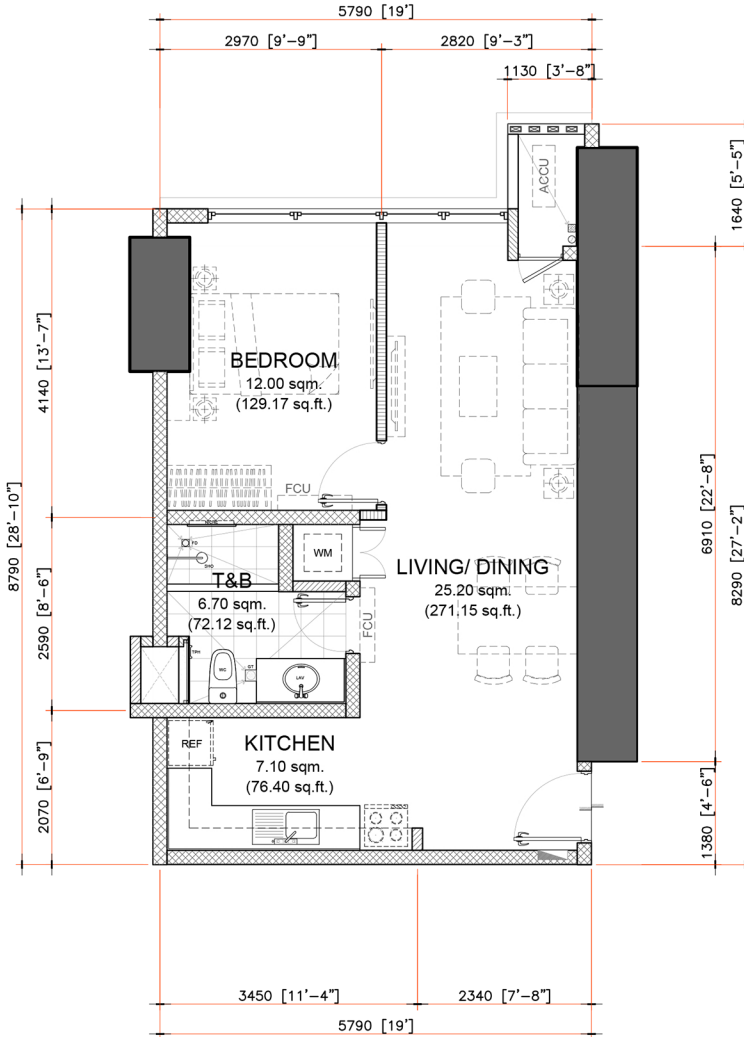 5790 [19']
2970 [9'-9"]
2820 [9'-3"]
1130 [3'-8"]
1640 [5'-5"]
ACCU
4140 [13'-7"]
BEDROOM
12.00 sqm.
(129.17 sq.ft.)
8790 [28'-10"]
6910 [22'-8"]
8290 [27'-2"]
FCU
FG
SHO
WM
LIVING/ DINING
25.20 sqm.
(271.15 sq.ft.)
T&B
6.70 sqm.
(72.12 sq.ft.)
2590 [8'-6"]
FCU
TPH
WC
GT
LAV
REF
KITCHEN
7.10 sqm.
(76.40 sq.ft.)
2070 [6'-9"]
1380 [4'-6"]
3450 [11'-4"]
2340 [7'-8"]
5790 [19']